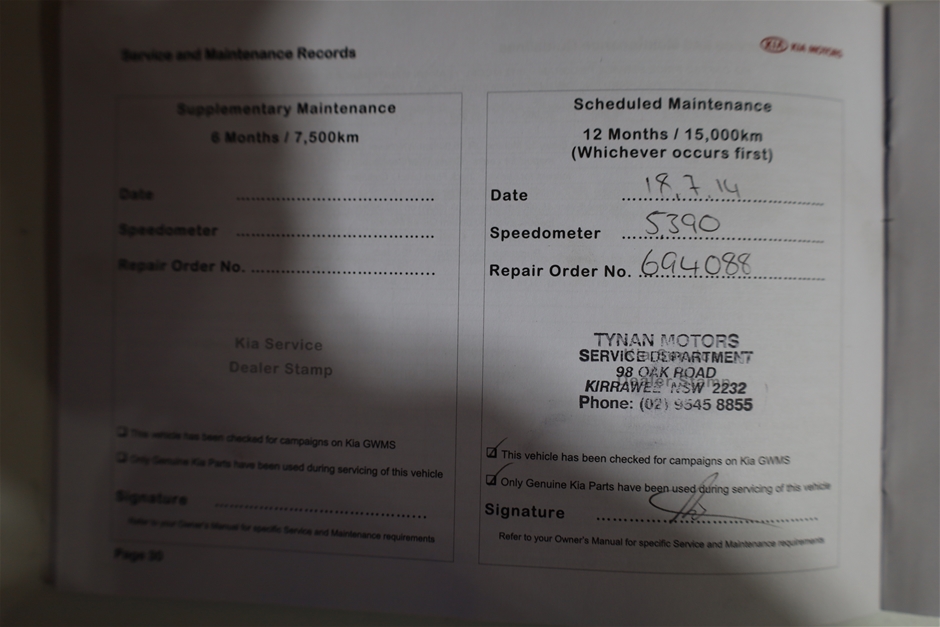 Service and Maintenance Records
KIA KIA MOTORS
Supplementary Maintenance
6 Months / 7,500km
Date
Speedometer
Repair Order No.
Kia Service
Dealer Stamp
This vehicle has been checked for campaigns on Kia GWMS
Only Genuine Kia Parts have been used during servicing of this vehicle
Signature
Refer to your Owner's Manual for specific Service and Maintenance requirements
Page 30
Scheduled Maintenance
12 Months / 15,000km
(Whichever occurs first)
Date 18.7.14
Speedometer 5390
Repair Order No. 694088
TYNAN MOTORS
SERVICE DEPARTMENT
98 OAK ROAD
Dealer Stamp
KIRRAWEE NSW 2232
Phone: (02) 9545 8855
This vehicle has been checked for campaigns on Kia GWMS
Only Genuine Kia Parts have been used during servicing of this vehicle
Signature
Refer to your Owner's Manual for specific Service and Maintenance requirements